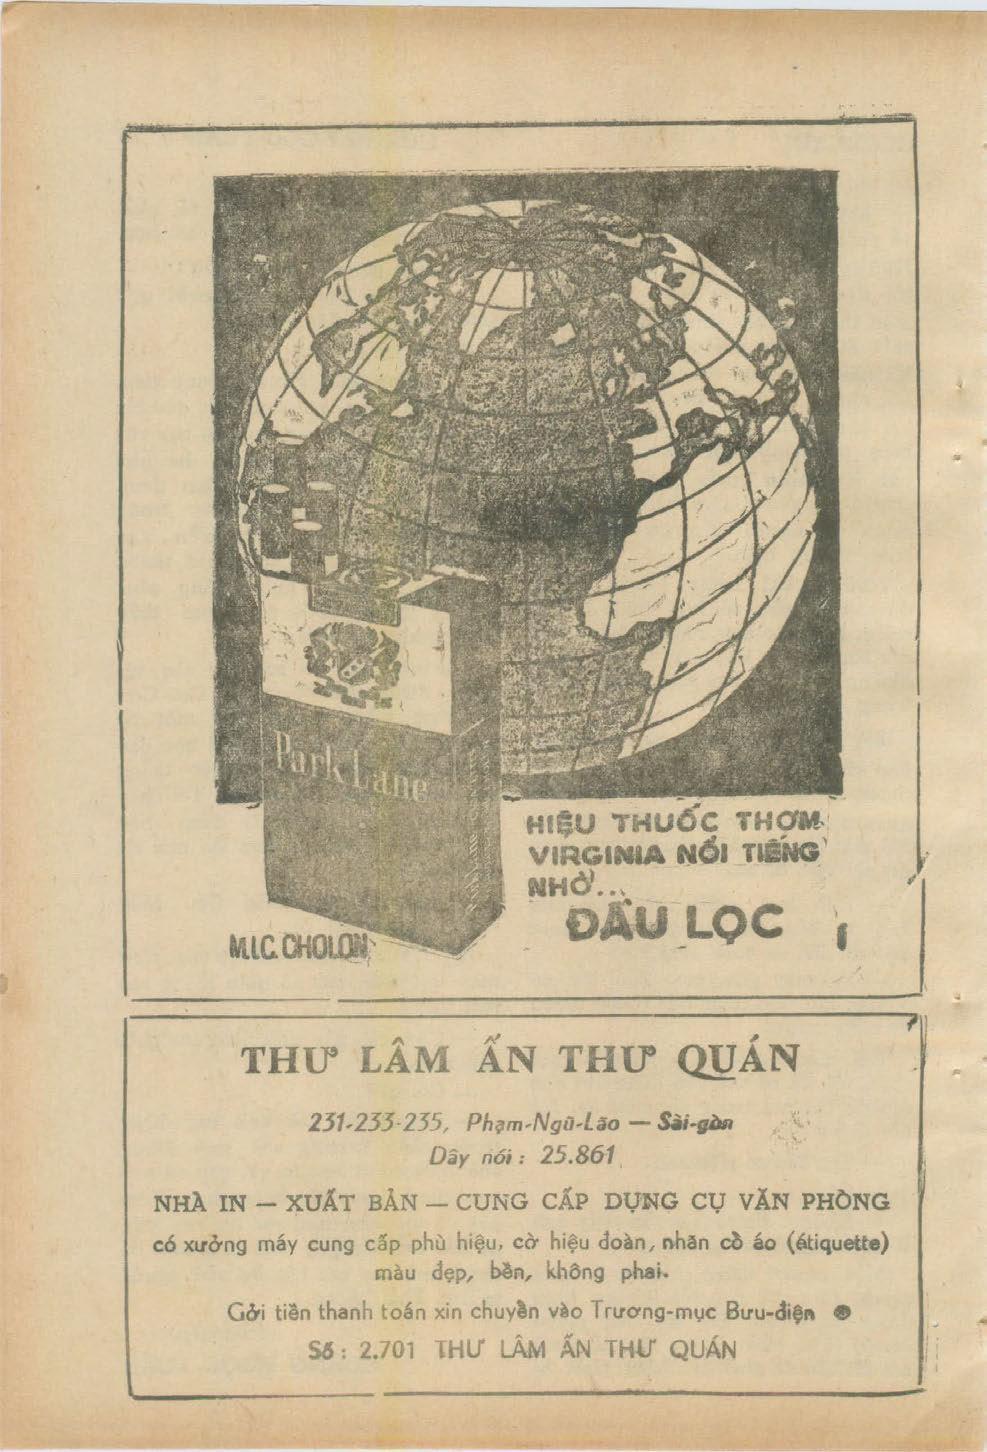 Park Lane
HIỆU THUỐC THƠM
VIRGINIA NỔI TIẾNG
NHỜ...
ĐẦU LỌC
M.I.C. CHOLON
THƯ LÂM ẤN THƯ QUÁN
231-233-235, Phạm-Ngũ-Lão — Sài-gòn
Dây nói : 25.861
NHÀ IN — XUẤT BẢN — CUNG CẤP DỤNG CỤ VĂN PHÒNG
có xưởng máy cung cấp phù hiệu, cờ hiệu đoàn, nhãn cồ áo (étiquette)
màu đẹp, bền, không phai.
Gởi tiền thanh toán xin chuyển vào Trương-mục Bưu-điện
Số : 2.701 THƯ LÂM ẤN THƯ QUÁN